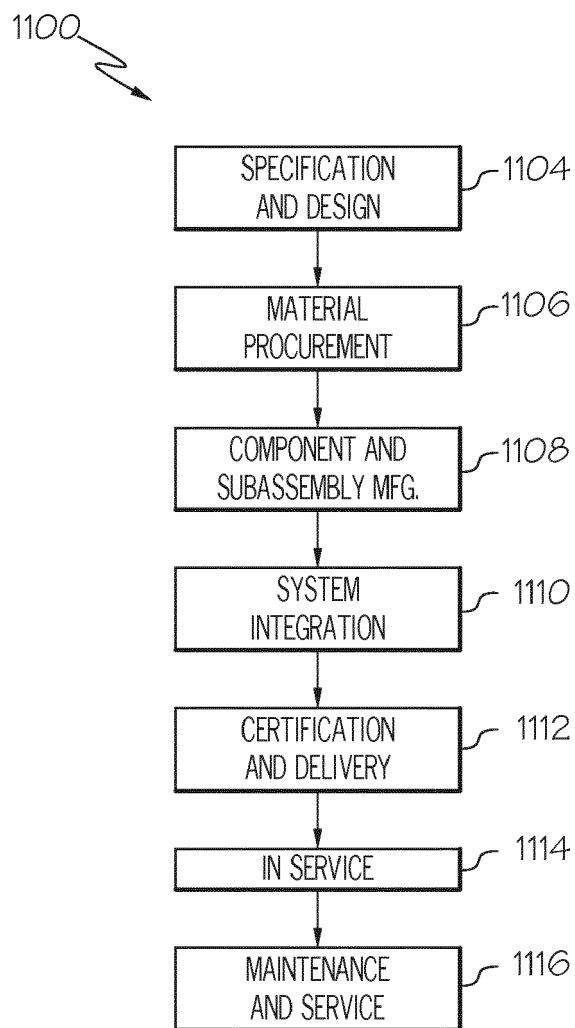 1100
SPECIFICATION
AND DESIGN
1104
MATERIAL
PROCUREMENT
1106
COMPONENT AND
SUBASSEMBLY MFG.
1108
SYSTEM
INTEGRATION
1110
CERTIFICATION
AND DELIVERY
1112
IN SERVICE
1114
MAINTENANCE
AND SERVICE
1116